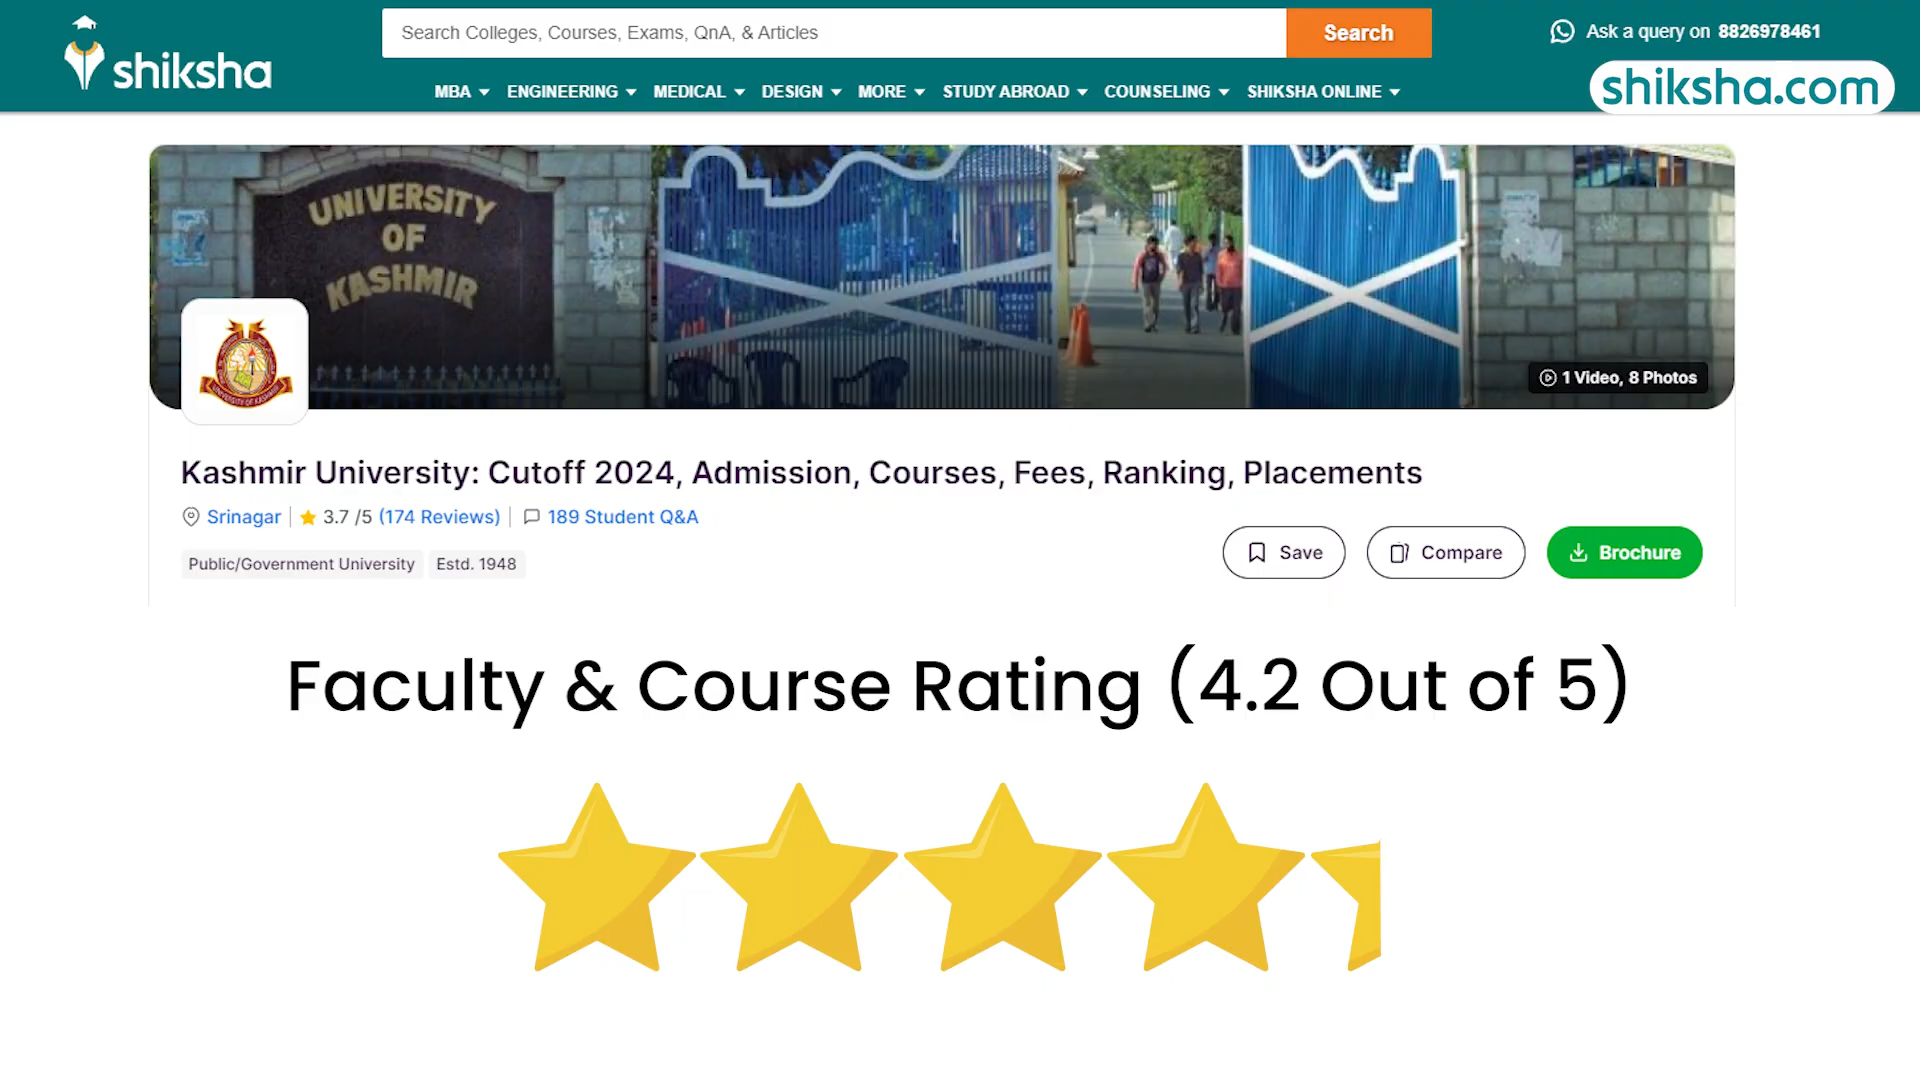 shiksha
Search Colleges, Courses, Exams, QnA, & Articles
Search
Ask a query on 8826978461
MBA
ENGINEERING
MEDICAL
DESIGN
MORE
STUDY ABROAD
COUNSELING
SHIKSHA ONLINE
shiksha.com
UNIVERSITY
OF
KASHMIR
UNIVERSITY OF KASHMIR
1 Video, 8 Photos
Kashmir University: Cutoff 2024, Admission, Courses, Fees, Ranking, Placements
Srinagar
3.7 /5 (174 Reviews)
189 Student Q&A
Public/Government University
Estd. 1948
Save
Compare
Brochure
Faculty & Course Rating (4.2 Out of 5)